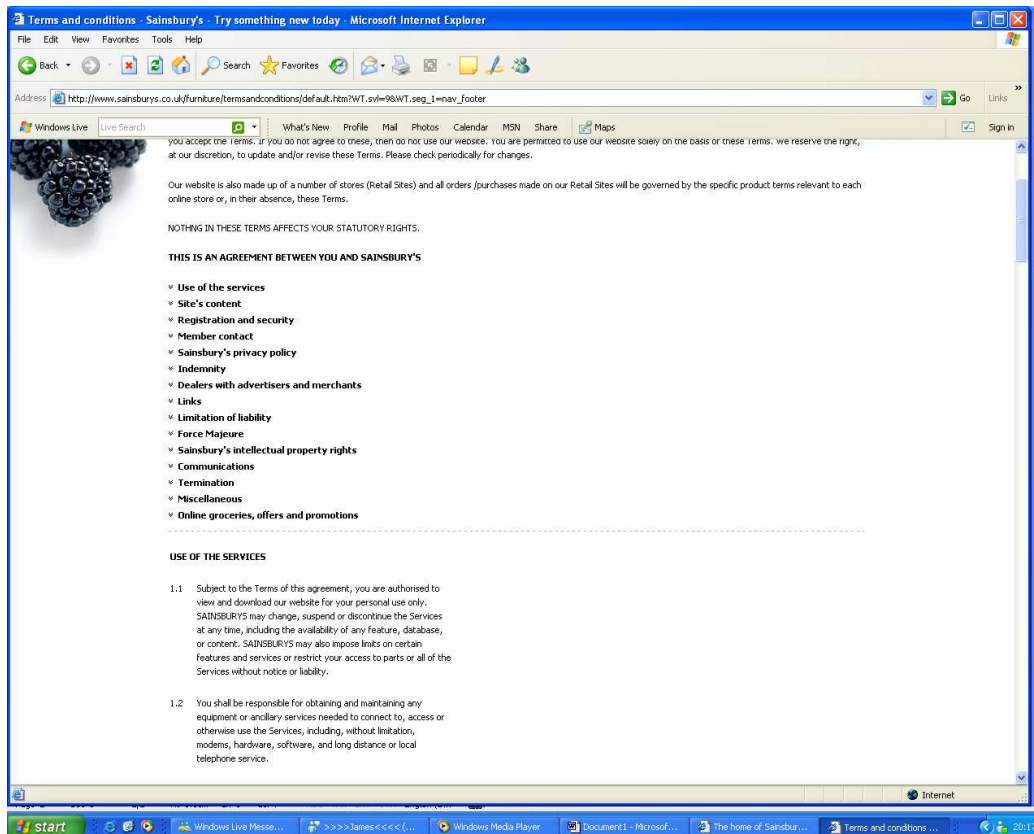 Terms and conditions - Sainsbury's - Try something new today - Microsoft Internet Explorer
File Edit View Favorites Tools Help
Back Search Favorites
Address http://www.sainsburys.co.uk/furniture/termsandconditions/default.htm?WT.svl=9&WT.seg_1=nav_footer Go Links »
Windows Live Live Search What's New Profile Mail Photos Calendar MSN Share Maps Sign in
you accept the Terms. If you do not agree to these, then do not use our website. You are permitted to use our website solely on the basis of these Terms. We reserve the right,
at our discretion, to update and/or revise these Terms. Please check periodically for changes.
Our website is also made up of a number of stores (Retail Sites) and all orders /purchases made on our Retail Sites will be governed by the specific product terms relevant to each
online store or, in their absence, these Terms.
NOTHNG IN THESE TERMS AFFECTS YOUR STATUTORY RIGHTS.
THIS IS AN AGREEMENT BETWEEN YOU AND SAINSBURY'S
Use of the services
Site's content
Registration and security
Member contact
Sainsbury's privacy policy
Indemnity
Dealers with advertisers and merchants
Links
Limitation of liability
Force Majeure
Sainsbury's intellectual property rights
Communications
Termination
Miscellaneous
Online groceries, offers and promotions
USE OF THE SERVICES
1.1 Subject to the Terms of this agreement, you are authorised to
view and download our website for your personal use only.
SAINSBURYS may change, suspend or discontinue the Services
at any time, including the availability of any feature, database,
or content. SAINSBURYS may also impose limits on certain
features and services or restrict your access to parts or all of the
Services without notice or liability.
1.2 You shall be responsible for obtaining and maintaining any
equipment or ancillary services needed to connect to, access or
otherwise use the Services, including, without limitation,
modems, hardware, software, and long distance or local
telephone service.
Internet
start Windows Live Messe... >>>>James<<<< (... Windows Media Player Document1 - Microsof... The home of Sainsbur... Terms and conditions ...